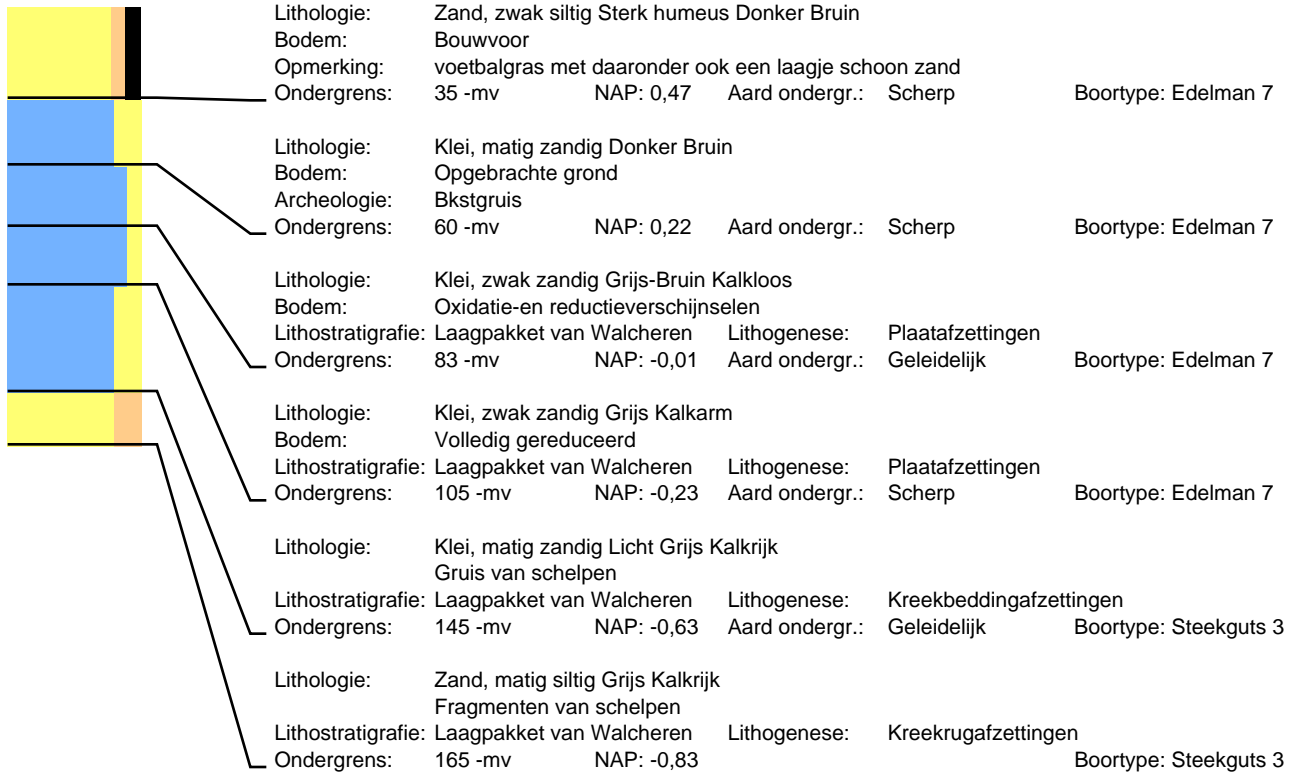 Lithologie: Zand, zwak siltig Sterk humeus Donker Bruin
Bodem: Bouwvoor
Opmerking: voetbalgras met daaronder ook een laagje schoon zand
Ondergrens: 35 -mv NAP: 0,47 Aard ondergr.: Scherp Boortype: Edelman 7
Lithologie: Klei, matig zandig Donker Bruin
Bodem: Opgebrachte grond
Archeologie: Bkstgruis
Ondergrens: 60 -mv NAP: 0,22 Aard ondergr.: Scherp Boortype: Edelman 7
Lithologie: Klei, zwak zandig Grijs-Bruin Kalkloos
Bodem: Oxidatie-en reductieverschijnselen
Lithostratigrafie: Laagpakket van Walcheren Lithogenese: Plaatafzettingen
Ondergrens: 83 -mv NAP: -0,01 Aard ondergr.: Geleidelijk Boortype: Edelman 7
Lithologie: Klei, zwak zandig Grijs Kalkarm
Bodem: Volledig gereduceerd
Lithostratigrafie: Laagpakket van Walcheren Lithogenese: Plaatafzettingen
Ondergrens: 105 -mv NAP: -0,23 Aard ondergr.: Scherp Boortype: Edelman 7
Lithologie: Klei, matig zandig Licht Grijs Kalkrijk
Gruis van schelpen
Lithostratigrafie: Laagpakket van Walcheren Lithogenese: Kreekbeddingafzettingen
Ondergrens: 145 -mv NAP: -0,63 Aard ondergr.: Geleidelijk Boortype: Steekguts 3
Lithologie: Zand, matig siltig Grijs Kalkrijk
Fragmenten van schelpen
Lithostratigrafie: Laagpakket van Walcheren Lithogenese: Kreekrugafzettingen
Ondergrens: 165 -mv NAP: -0,83 Boortype: Steekguts 3